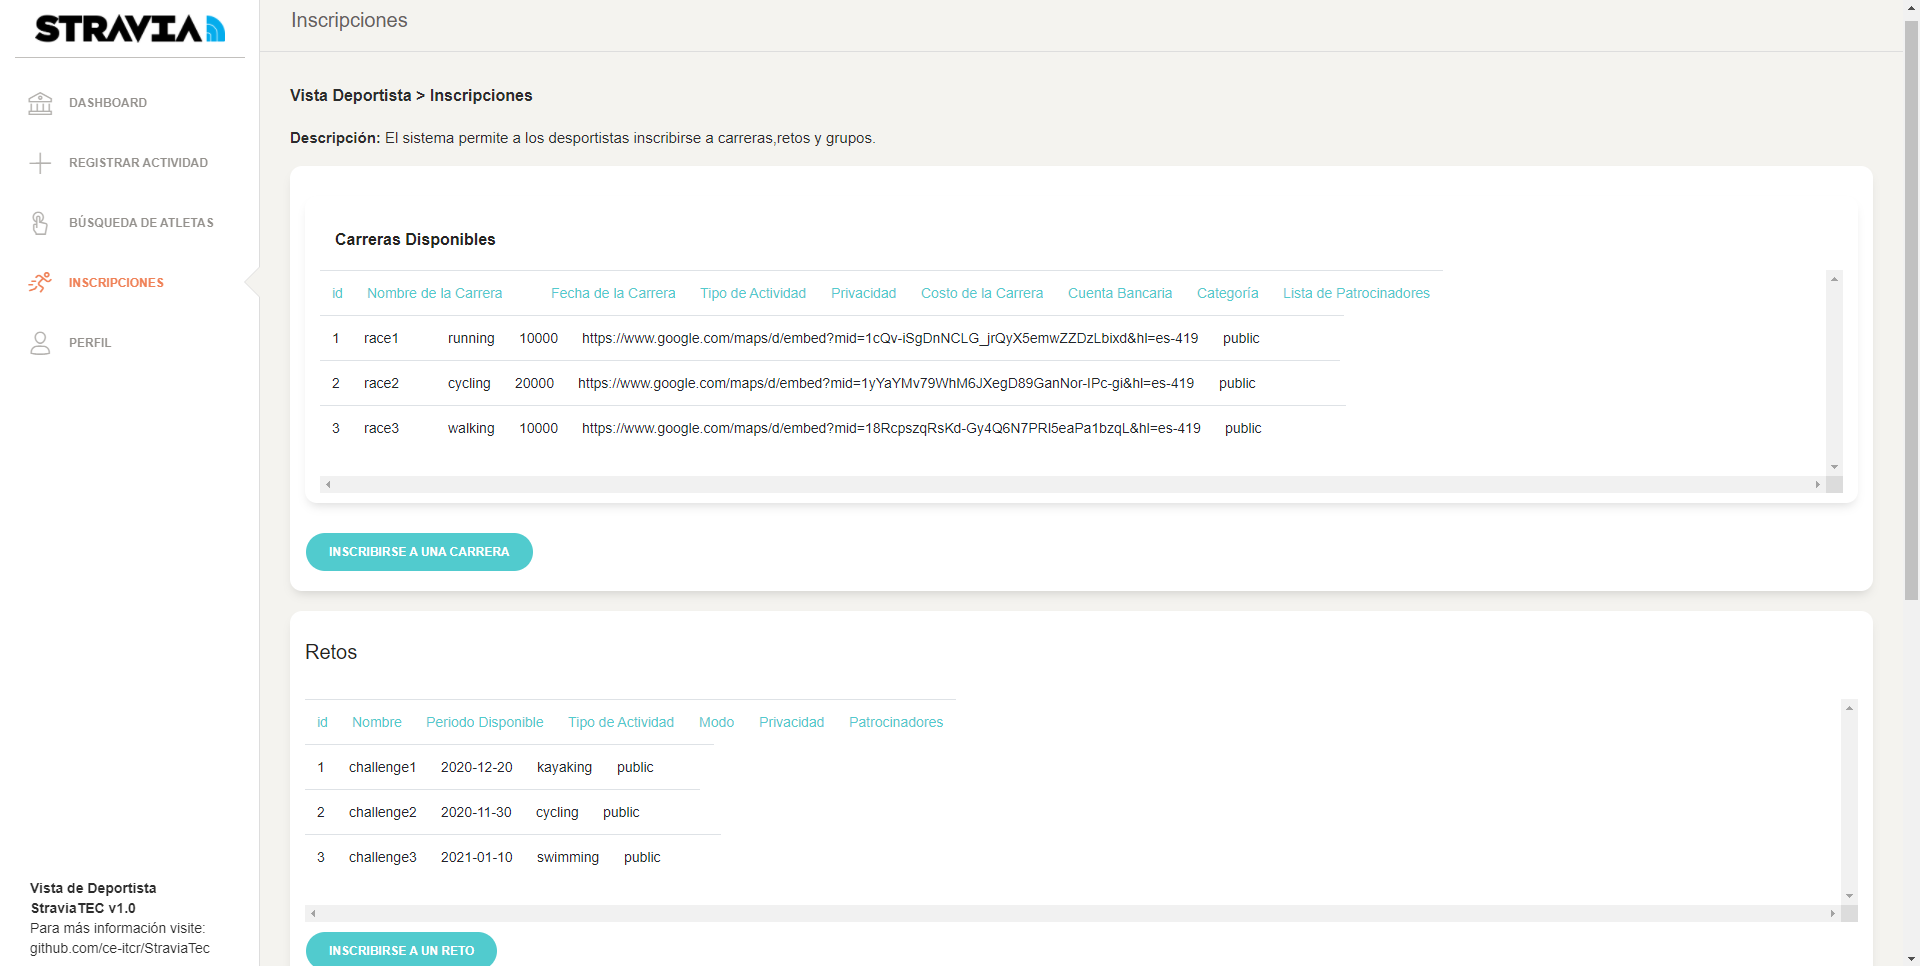 STRAVIA
Inscripciones
DASHBOARD
REGISTRAR ACTIVIDAD
BÚSQUEDA DE ATLETAS
INSCRIPCIONES
PERFIL
Vista de Deportista
StraviaTEC v1.0
Para más información visite:
github.com/ce-itcr/StraviaTec
Vista Deportista > Inscripciones
Descripción: El sistema permite a los desportistas inscribirse a carreras,retos y grupos.
Carreras Disponibles
id Nombre de la Carrera Fecha de la Carrera Tipo de Actividad Privacidad Costo de la Carrera Cuenta Bancaria Categoría Lista de Patrocinadores
1 race1 running 10000 https://www.google.com/maps/d/embed?mid=1cQv-iSgDnNCLG_jrQyX5emwZZDzLbixd&hl=es-419 public
2 race2 cycling 20000 https://www.google.com/maps/d/embed?mid=1yYaYMv79WhM6JXegD89GanNor-IPc-gi&hl=es-419 public
3 race3 walking 10000 https://www.google.com/maps/d/embed?mid=18RcpszqRsKd-Gy4Q6N7PRI5eaPa1bzqL&hl=es-419 public
INSCRIBIRSE A UNA CARRERA
Retos
id Nombre Periodo Disponible Tipo de Actividad Modo Privacidad Patrocinadores
1 challenge1 2020-12-20 kayaking public
2 challenge2 2020-11-30 cycling public
3 challenge3 2021-01-10 swimming public
INSCRIBIRSE A UN RETO